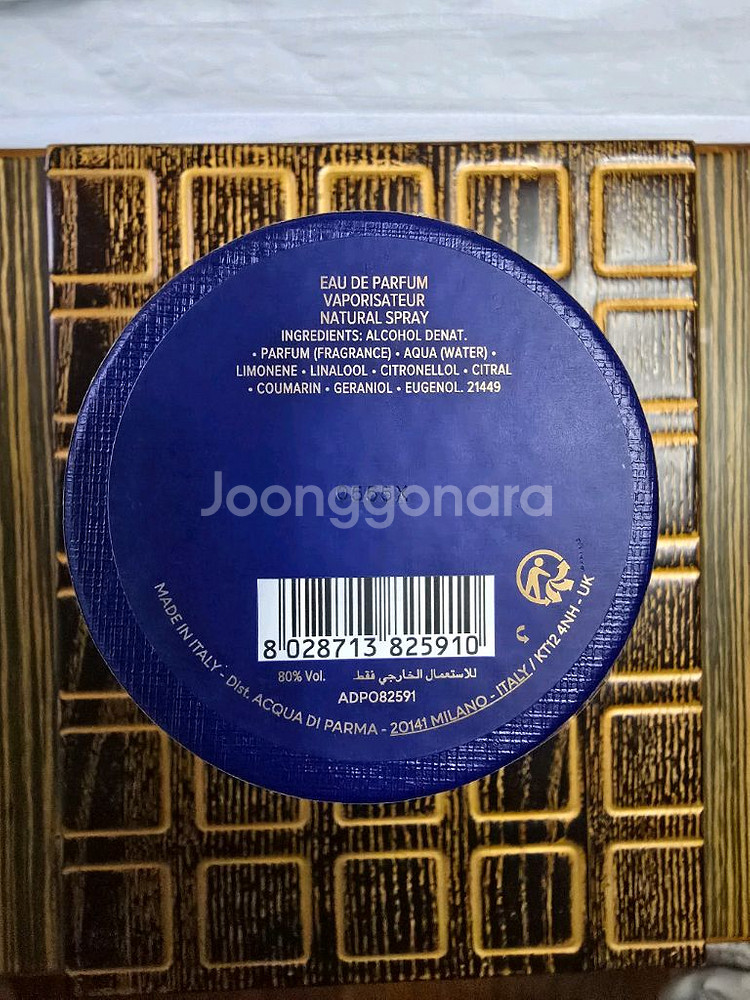 EAU DE PARFUM
VAPORISATEUR
NATURAL SPRAY
INGREDIENTS: ALCOHOL DENAT.
• PARFUM (FRAGRANCE) • AQUA (WATER) •
LIMONENE • LINALOOL • CITRONELLOL • CITRAL
• COUMARIN • GERANIOL • EUGENOL. 21449
Joonggonara
8 028713 825910
80% Vol. للاستعمال الخارجي فقط
ADP082591
MADE IN ITALY - Dist. ACQUA DI PARMA - 20141 MILANO - ITALY / KT12 4NH - UK